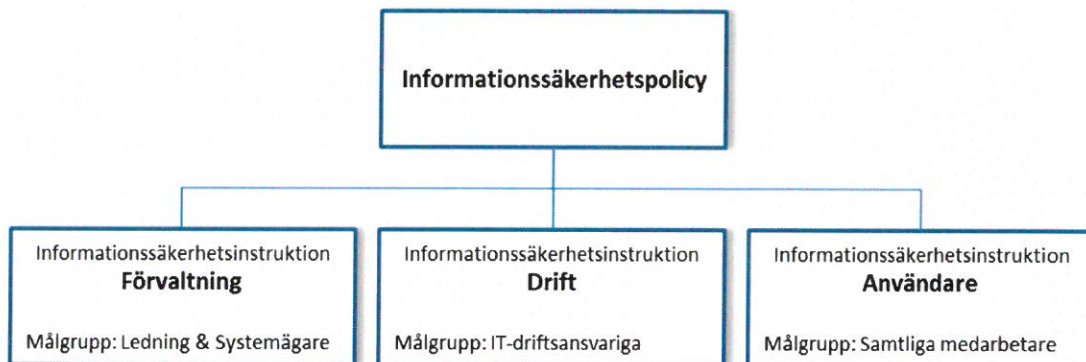 Informationssäkerhetspolicy
Informationssäkerhetsinstruktion
Förvaltning
Målgrupp: Ledning & Systemägare
Informationssäkerhetsinstruktion
Drift
Målgrupp: IT-driftsansvariga
Informationssäkerhetsinstruktion
Användare
Målgrupp: Samtliga medarbetare